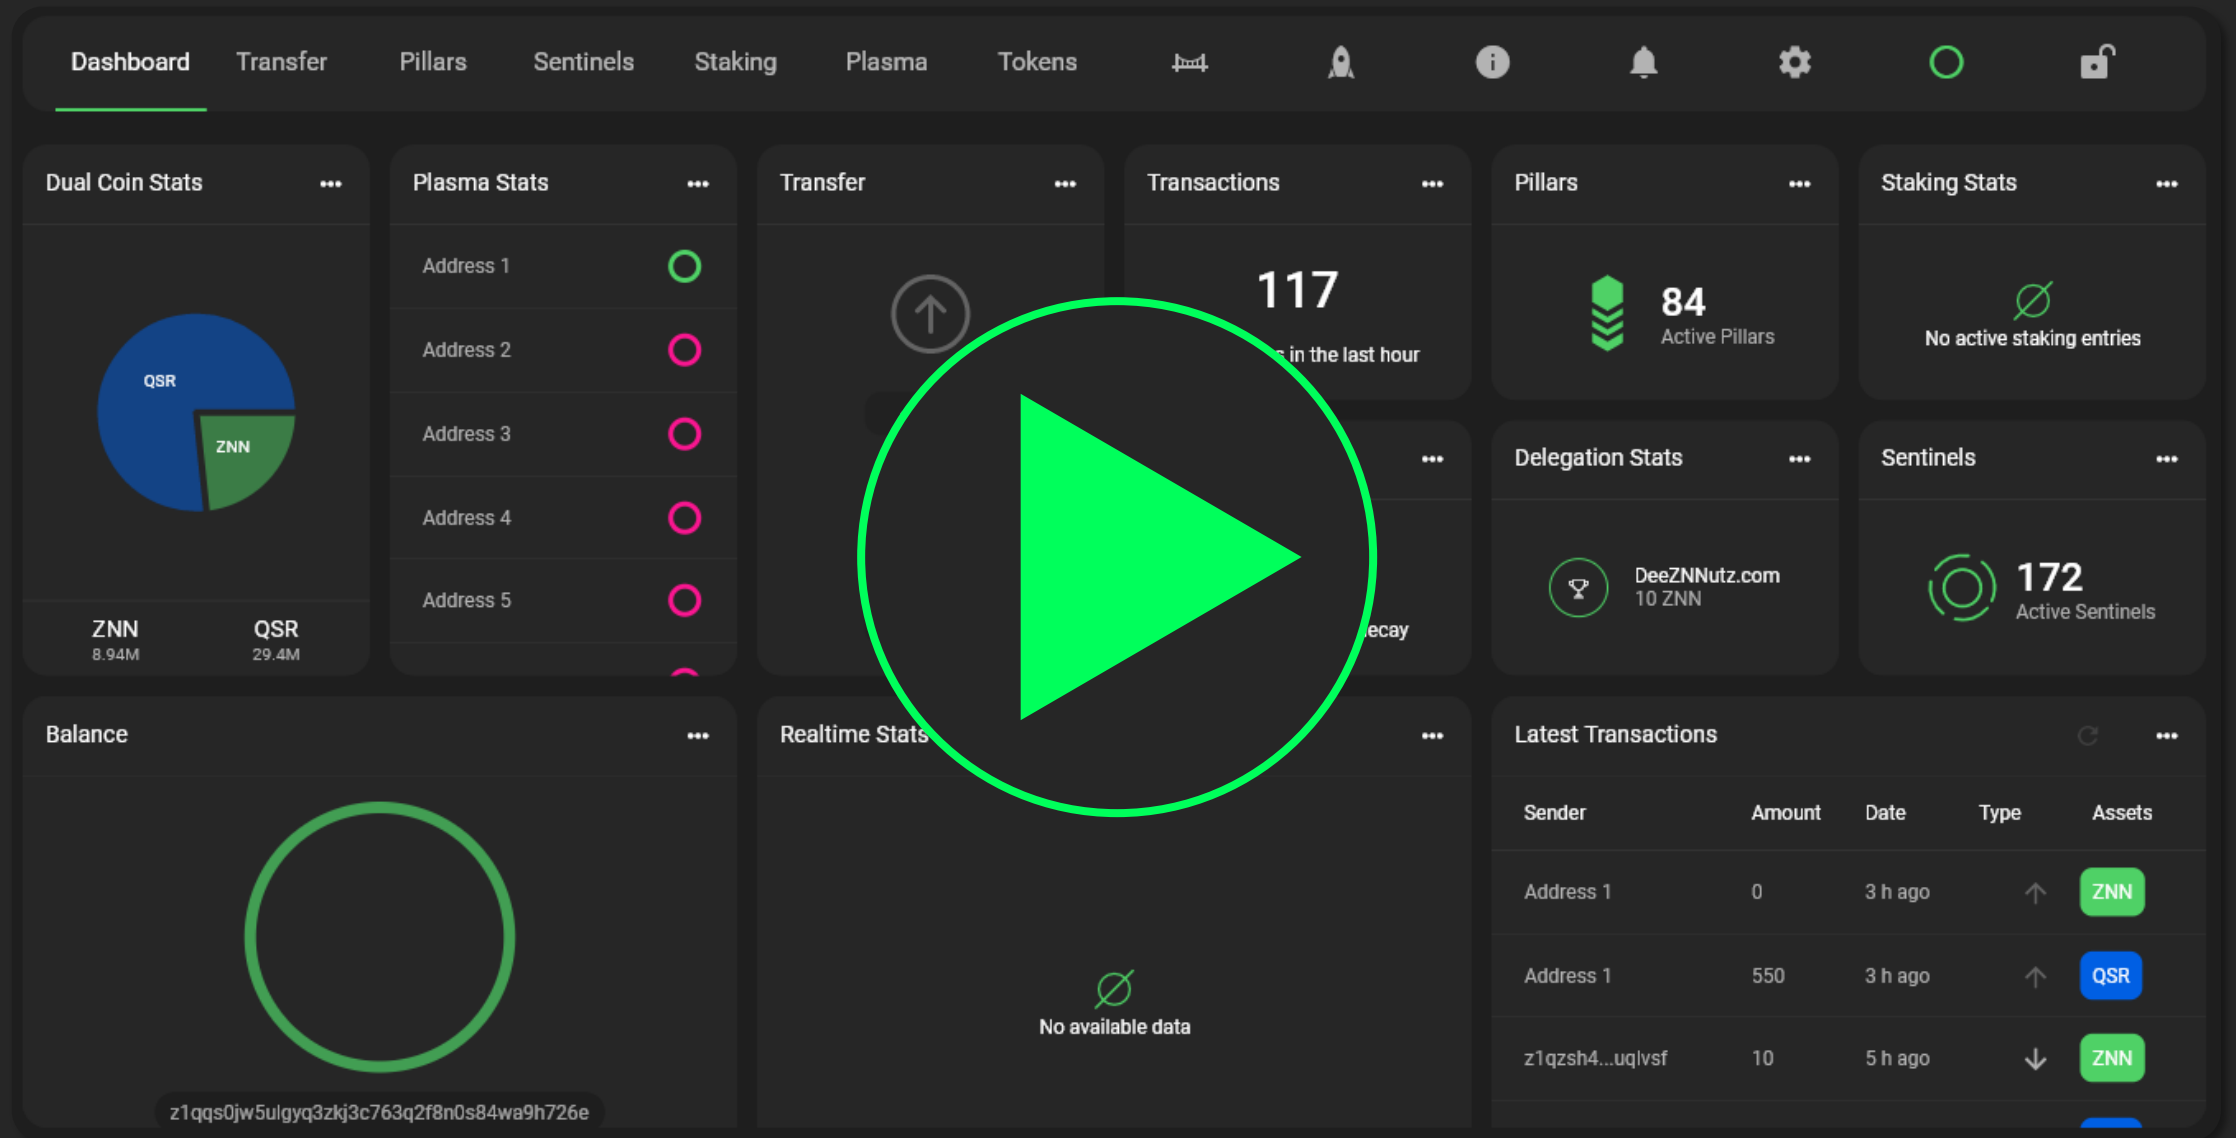 Dashboard Transfer Pillars Sentinels Staking Plasma Tokens
Dual Coin Stats
QSR
ZNN
ZNN QSR
8.94M 29.4M
Plasma Stats
Address 1
Address 2
Address 3
Address 4
Address 5
Transfer
Transactions
117
in the last hour
Pillars
84
Active Pillars
Staking Stats
No active staking entries
Delegation Stats
DeeZNNutz.com
10 ZNN
Sentinels
172
Active Sentinels
Balance
z1qqs0jw5ulgyq3zkj3c763q2f8n0s84wa9h726e
Realtime Stats
No available data
Latest Transactions
Sender Amount Date Type Assets
Address 1 0 3 h ago ZNN
Address 1 550 3 h ago QSR
z1qzsh4...uqlvsf 10 5 h ago ZNN